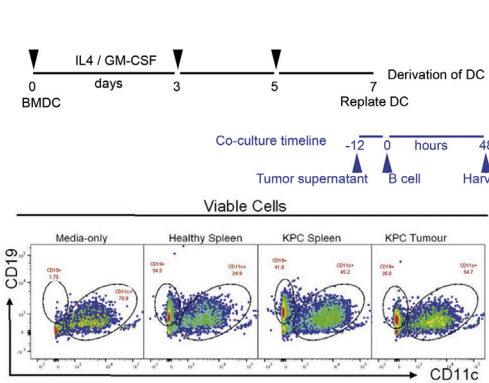 IL4 / GM-CSF
days
0
3
5
7
Derivation of DC
BMDC
Replate DC
Co-culture timeline
-12
0
hours
48
Tumor supernatant
B cell
Harv
Viable Cells
Media-only
Healthy Spleen
KPC Spleen
KPC Tumour
CD19
CD19+
1.75
CD11c+
70.8
CD19+
54.5
CD11c+
34.9
CD19+
41.0
CD11c+
45.2
CD19+
CD11c+
54.7
CD11c